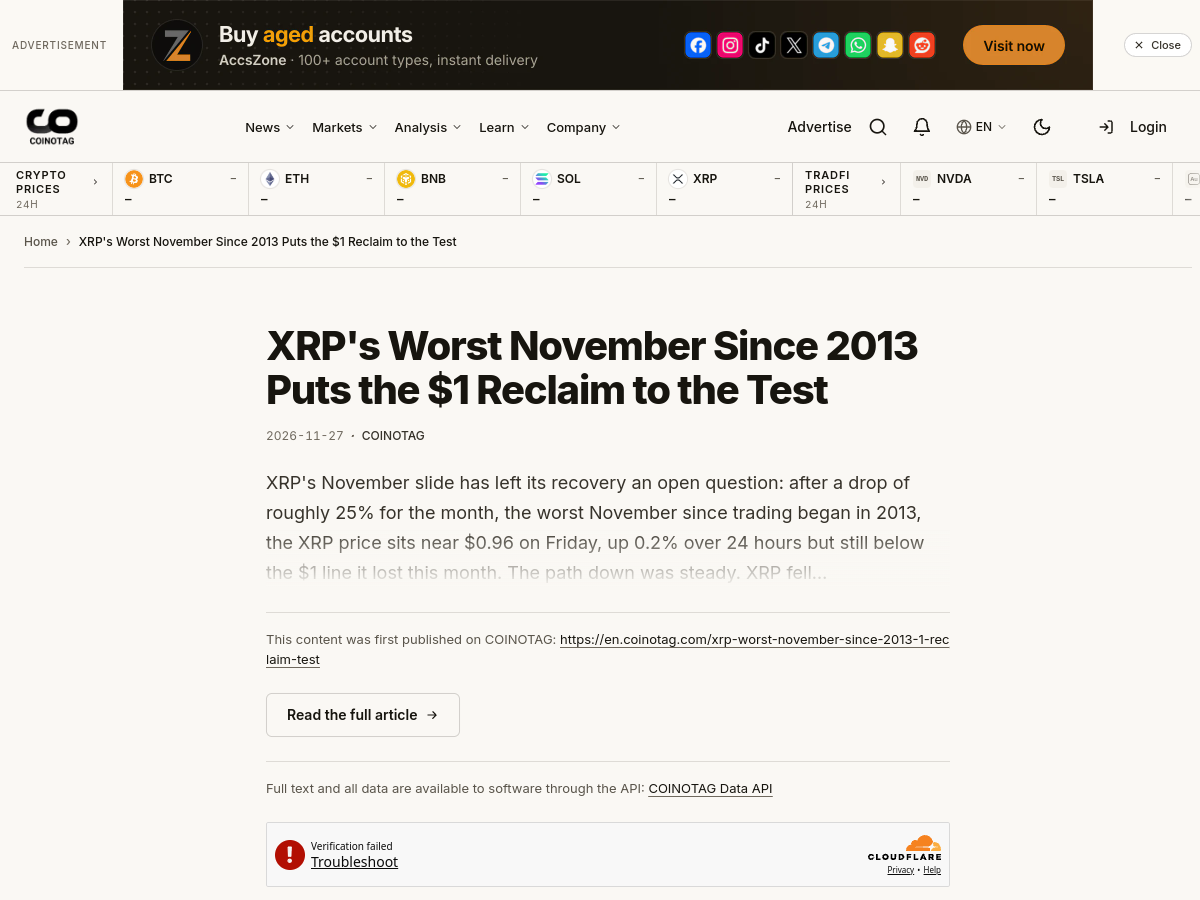 ADVERTISEMENT
Buy aged accounts
AccsZone · 100+ account types, instant delivery
Visit now
× Close
CO
COINOTAG
News
Markets
Analysis
Learn
Company
Advertise
EN
Login
CRYPTO
PRICES
24H
BTC –
–
ETH –
–
BNB –
–
SOL –
–
XRP –
–
TRADFI
PRICES
24H
NVD NVDA –
–
TSL TSLA –
–
Au
–
Home › XRP's Worst November Since 2013 Puts the $1 Reclaim to the Test
XRP's Worst November Since 2013
Puts the $1 Reclaim to the Test
2026-11-27 · COINOTAG
XRP's November slide has left its recovery an open question: after a drop of
roughly 25% for the month, the worst November since trading began in 2013,
the XRP price sits near $0.96 on Friday, up 0.2% over 24 hours but still below
the $1 line it lost this month. The path down was steady. XRP fell...
This content was first published on COINOTAG: https://en.coinotag.com/xrp-worst-november-since-2013-1-rec
laim-test
Read the full article →
Full text and all data are available to software through the API: COINOTAG Data API
Verification failed
Troubleshoot
CLOUDFLARE
Privacy • Help